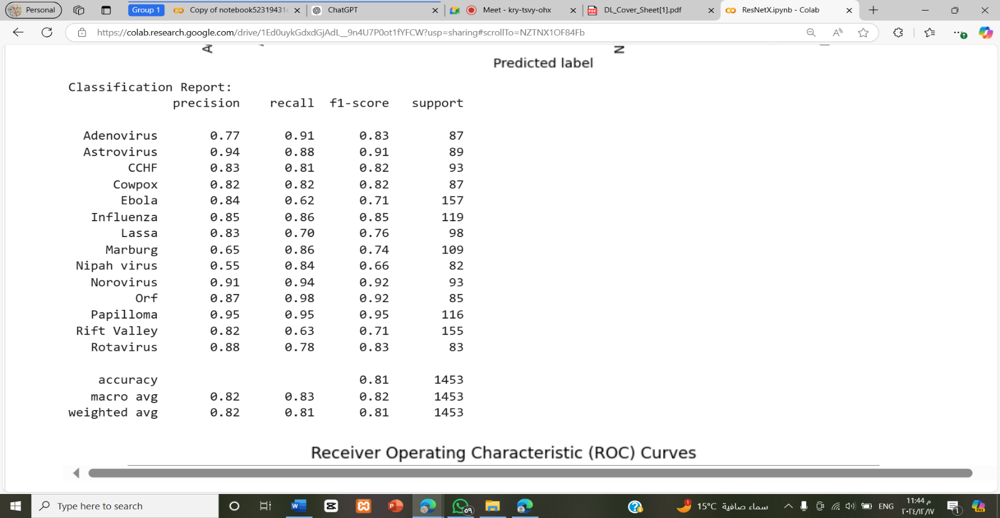 Personal
Group 1
Copy of notebook52319431
ChatGPT
Meet - kry-tsvy-ohx
DL_Cover_Sheet[1].pdf
ResNetX.ipynb - Colab
https://colab.research.google.com/drive/1Ed0uykGdxdGjAdL__9n4U7P0ot1fYFCW?usp=sharing#scrollTo=NZTNX1OF84Fb
Predicted label
Classification Report:
precision recall f1-score support
Adenovirus 0.77 0.91 0.83 87
Astrovirus 0.94 0.88 0.91 89
CCHF 0.83 0.81 0.82 93
Cowpox 0.82 0.82 0.82 87
Ebola 0.84 0.62 0.71 157
Influenza 0.85 0.86 0.85 119
Lassa 0.83 0.70 0.76 98
Marburg 0.65 0.86 0.74 109
Nipah virus 0.55 0.84 0.66 82
Norovirus 0.91 0.94 0.92 93
Orf 0.87 0.98 0.92 85
Papilloma 0.95 0.95 0.95 116
Rift Valley 0.82 0.63 0.71 155
Rotavirus 0.88 0.78 0.83 83
accuracy 0.81 1453
macro avg 0.82 0.83 0.82 1453
weighted avg 0.82 0.81 0.81 1453
Receiver Operating Characteristic (ROC) Curves
Type here to search
15°C سماء صافية
ENG
11:44 م
٢٠٢٤/١٢/١٧